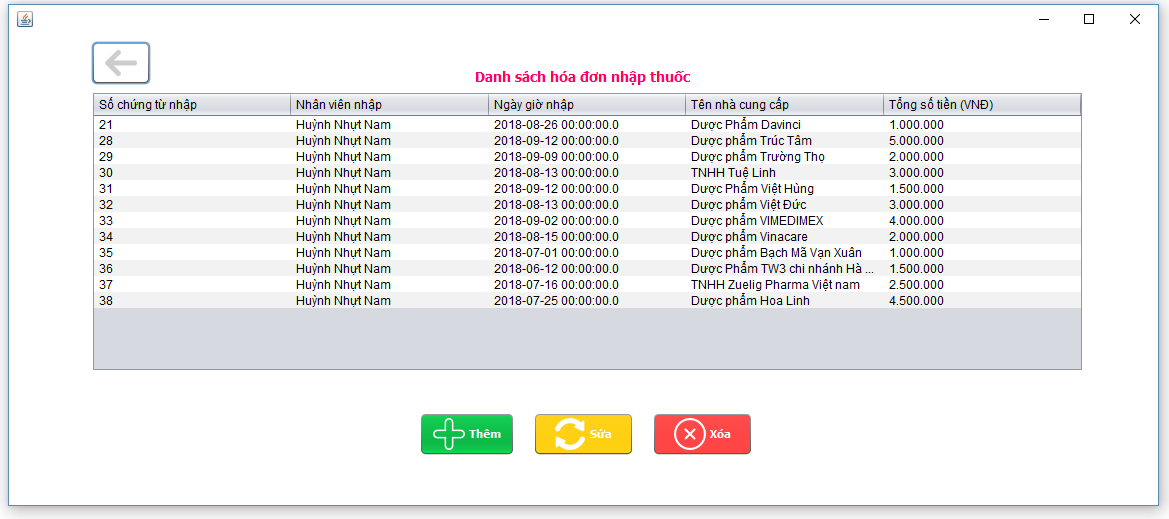 Danh sách hóa đơn nhập thuốc
Số chứng từ nhập Nhân viên nhập Ngày giờ nhập Tên nhà cung cấp Tổng số tiền (VNĐ)
21 Huỳnh Nhựt Nam 2018-08-26 00:00:00.0 Dược Phẩm Davinci 1.000.000
28 Huỳnh Nhựt Nam 2018-09-12 00:00:00.0 Dược phẩm Trúc Tâm 5.000.000
29 Huỳnh Nhựt Nam 2018-09-09 00:00:00.0 Dược phẩm Trường Thọ 2.000.000
30 Huỳnh Nhựt Nam 2018-08-13 00:00:00.0 TNHH Tuệ Linh 3.000.000
31 Huỳnh Nhựt Nam 2018-09-12 00:00:00.0 Dược Phẩm Việt Hùng 1.500.000
32 Huỳnh Nhựt Nam 2018-08-13 00:00:00.0 Dược phẩm Việt Đức 3.000.000
33 Huỳnh Nhựt Nam 2018-09-02 00:00:00.0 Dược phẩm VIMEDIMEX 4.000.000
34 Huỳnh Nhựt Nam 2018-08-15 00:00:00.0 Dược phẩm Vinacare 2.000.000
35 Huỳnh Nhựt Nam 2018-07-01 00:00:00.0 Dược phẩm Bạch Mã Vạn Xuân 1.000.000
36 Huỳnh Nhựt Nam 2018-06-12 00:00:00.0 Dược Phẩm TW3 chi nhánh Hà ... 1.500.000
37 Huỳnh Nhựt Nam 2018-07-16 00:00:00.0 TNHH Zuelig Pharma Việt nam 2.500.000
38 Huỳnh Nhựt Nam 2018-07-25 00:00:00.0 Dược phẩm Hoa Linh 4.500.000
Thêm Sửa Xóa